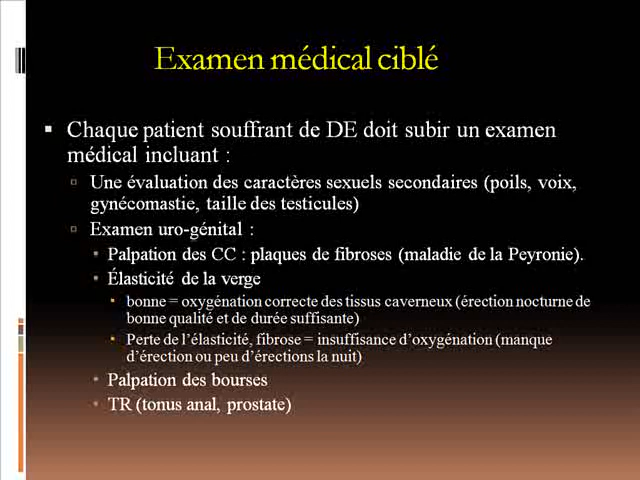 Examen médical ciblé
Chaque patient souffrant de DE doit subir un examen
médical incluant :
Une évaluation des caractères sexuels secondaires (poils, voix,
gynécomastie, taille des testicules)
Examen uro-génital :
Palpation des CC : plaques de fibroses (maladie de la Peyronie).
Élasticité de la verge
bonne = oxygénation correcte des tissus caverneux (érection nocturne de
bonne qualité et de durée suffisante)
Perte de l’élasticité, fibrose = insuffisance d’oxygénation (manque
d’érection ou peu d’érections la nuit)
Palpation des bourses
TR (tonus anal, prostate)